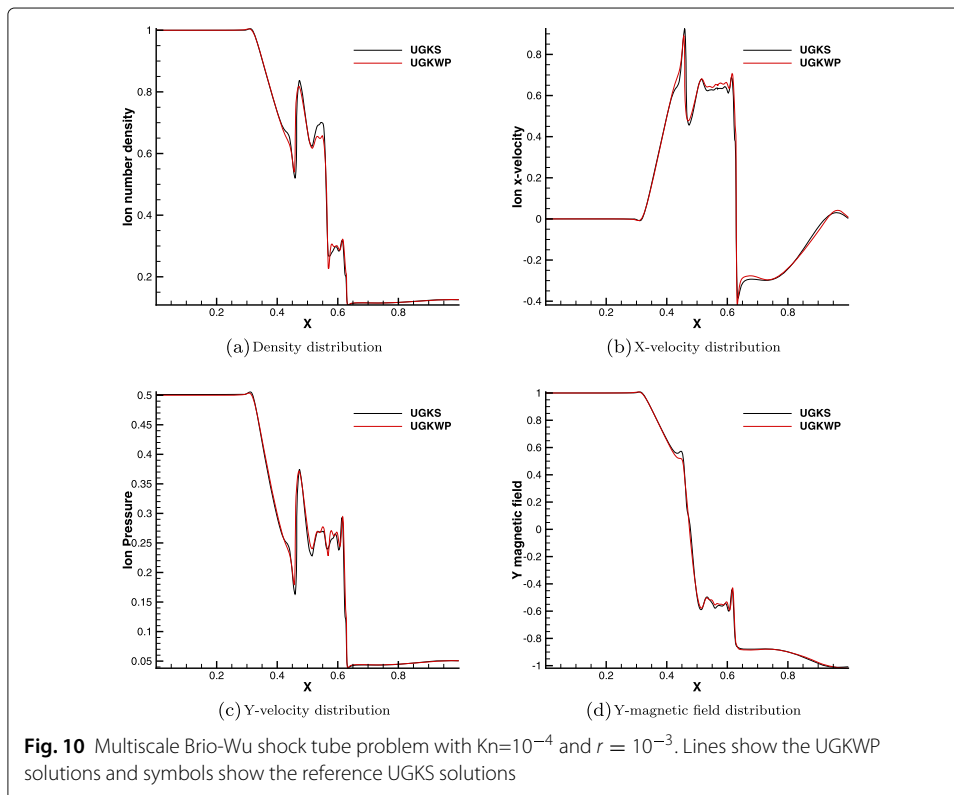 1
0.8
0.6
0.4
0.2
Ion number density
UGKS
UGKWP
0.2
0.4
0.6
0.8
X
(a) Density distribution
0.8
0.6
0.4
0.2
0
-0.2
-0.4
Ion x-velocity
UGKS
UGKWP
0.2
0.4
0.6
0.8
X
(b) X-velocity distribution
0.5
0.45
0.4
0.35
0.3
0.25
0.2
0.15
0.1
0.05
Ion Pressure
UGKS
UGKWP
0.2
0.4
0.6
0.8
X
(c) Y-velocity distribution
1
0.8
0.6
0.4
0.2
0
-0.2
-0.4
-0.6
-0.8
-1
Y magnetic field
UGKS
UGKWP
0.2
0.4
0.6
0.8
X
(d) Y-magnetic field distribution
Fig. 10 Multiscale Brio-Wu shock tube problem with Kn=10⁻⁴ and r = 10⁻³. Lines show the UGKWP
solutions and symbols show the reference UGKS solutions